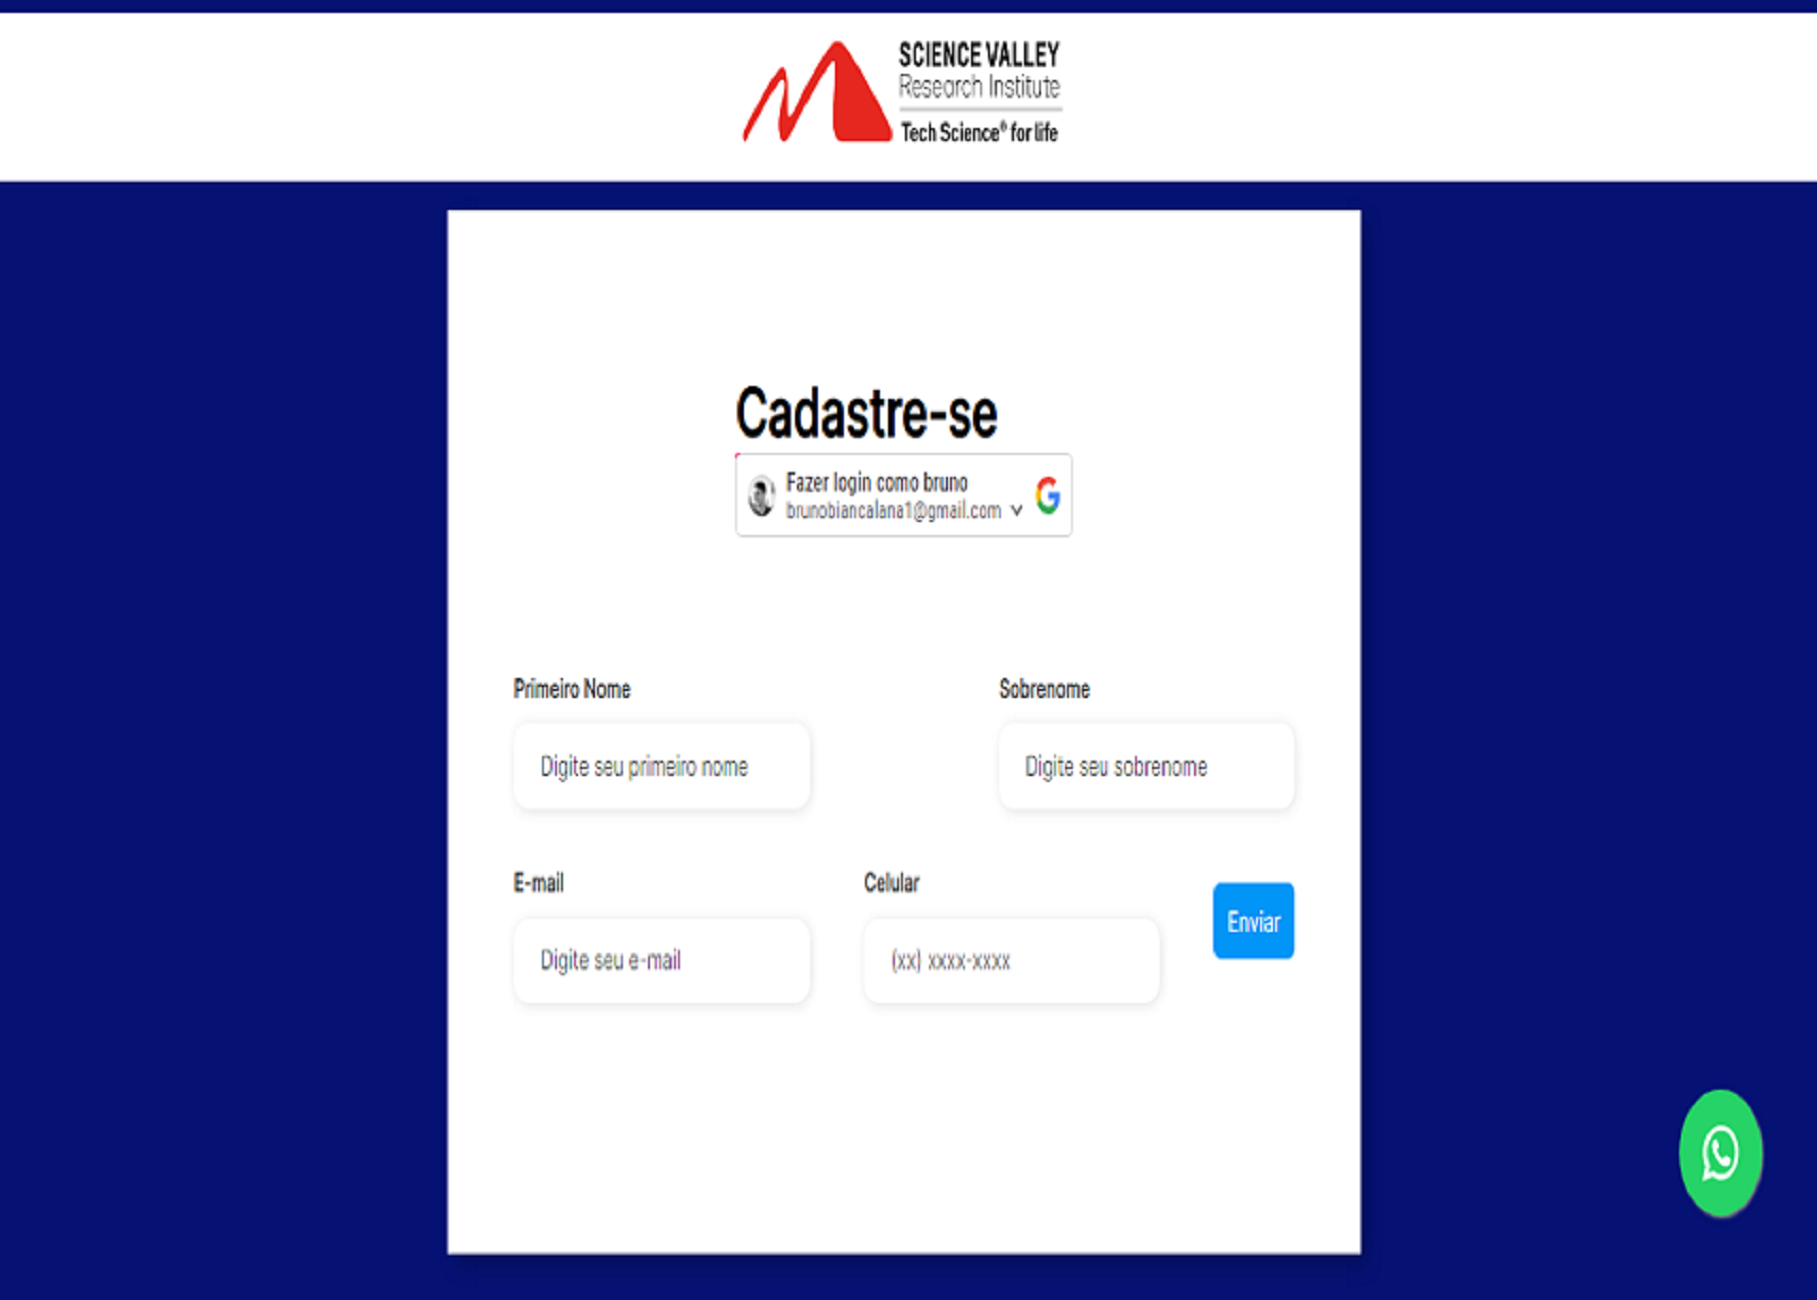 SCIENCE VALLEY
Research Institute
Tech Science® for life
Cadastre-se
Fazer login como bruno
brunobiancalana1@gmail.com
Primeiro Nome
Sobrenome
Digite seu primeiro nome
Digite seu sobrenome
E-mail
Celular
Enviar
Digite seu e-mail
(xx) xxxx-xxxx